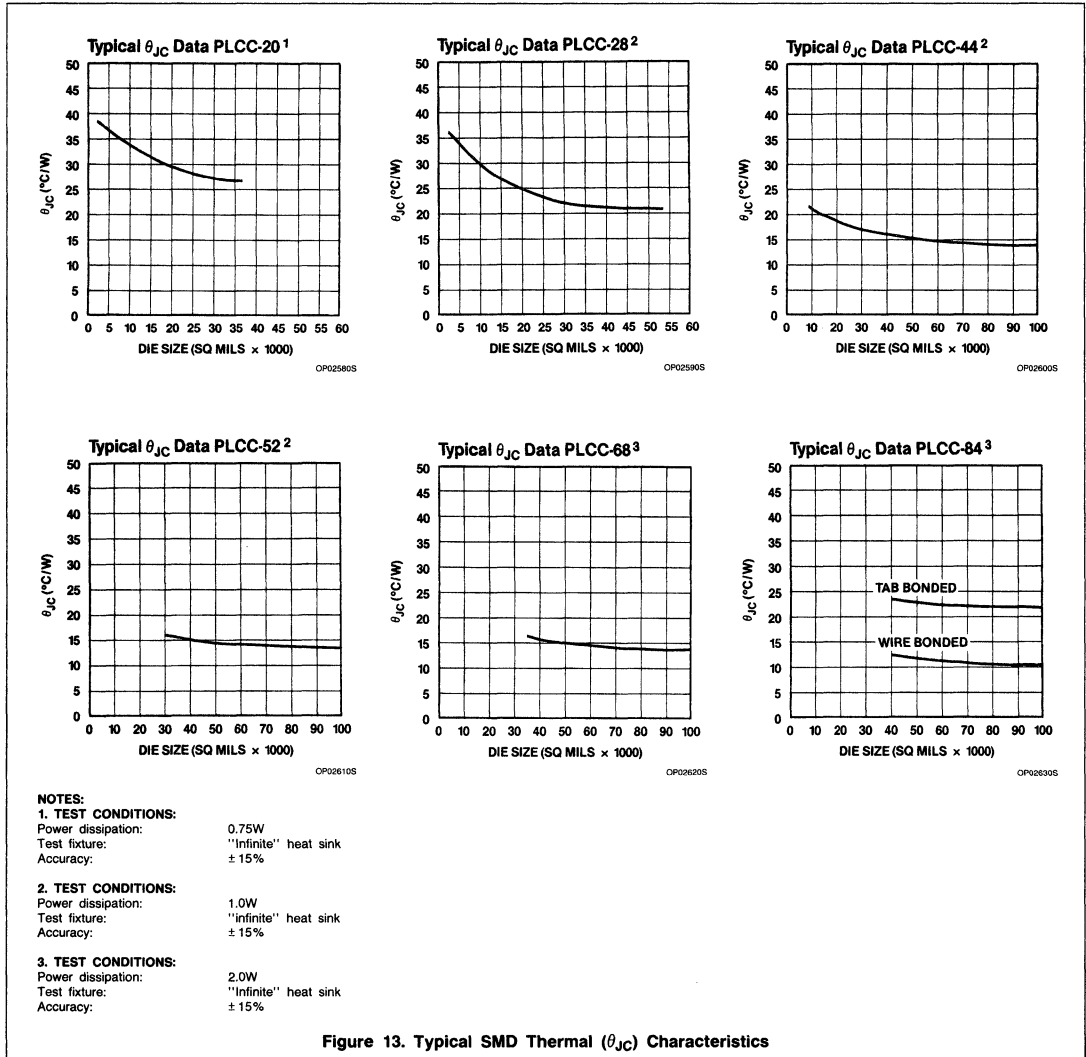 Typical θJC Data PLCC-20¹
50
45
40
35
30
25
20
15
10
5
0
θJC (°C/W)
0 5 10 15 20 25 30 35 40 45 50 55 60
DIE SIZE (SQ MILS × 1000)
OP02580S
Typical θJC Data PLCC-28²
50
45
40
35
30
25
20
15
10
5
0
θJC (°C/W)
0 5 10 15 20 25 30 35 40 45 50 55 60
DIE SIZE (SQ MILS × 1000)
OP02590S
Typical θJC Data PLCC-44²
50
45
40
35
30
25
20
15
10
5
0
θJC (°C/W)
0 10 20 30 40 50 60 70 80 90 100
DIE SIZE (SQ MILS × 1000)
OP02600S
Typical θJC Data PLCC-52²
50
45
40
35
30
25
20
15
10
5
0
θJC (°C/W)
0 10 20 30 40 50 60 70 80 90 100
DIE SIZE (SQ MILS × 1000)
OP02610S
Typical θJC Data PLCC-68³
50
45
40
35
30
25
20
15
10
5
0
θJC (°C/W)
0 10 20 30 40 50 60 70 80 90 100
DIE SIZE (SQ MILS × 1000)
OP02620S
Typical θJC Data PLCC-84³
50
45
40
35
30
25
20
15
10
5
0
θJC (°C/W)
TAB BONDED
WIRE BONDED
0 10 20 30 40 50 60 70 80 90 100
DIE SIZE (SQ MILS × 1000)
OP02630S
NOTES:
1. TEST CONDITIONS:
Power dissipation: 0.75W
Test fixture: "Infinite" heat sink
Accuracy: ± 15%
2. TEST CONDITIONS:
Power dissipation: 1.0W
Test fixture: "infinite" heat sink
Accuracy: ± 15%
3. TEST CONDITIONS:
Power dissipation: 2.0W
Test fixture: "Infinite" heat sink
Accuracy: ± 15%
Figure 13. Typical SMD Thermal (θJC) Characteristics